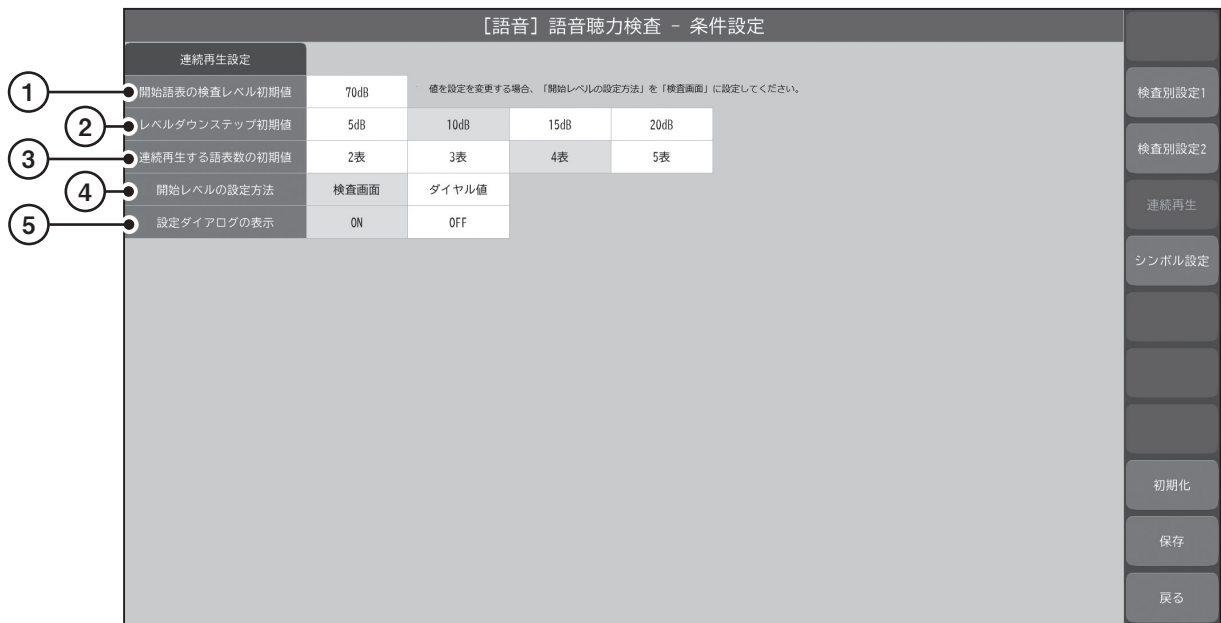 [語音] 語音聴力検査 - 条件設定
連続再生設定
① 開始語表の検査レベル初期値 70dB 値を設定を変更する場合、「開始レベルの設定方法」を「検査画面」に設定してください。
② レベルダウンステップ初期値 5dB 10dB 15dB 20dB
③ 連続再生する語表数の初期値 2表 3表 4表 5表
④ 開始レベルの設定方法 検査画面 ダイヤル値
⑤ 設定ダイアログの表示 ON OFF
検査別設定1
検査別設定2
連続再生
シンボル設定
初期化
保存
戻る